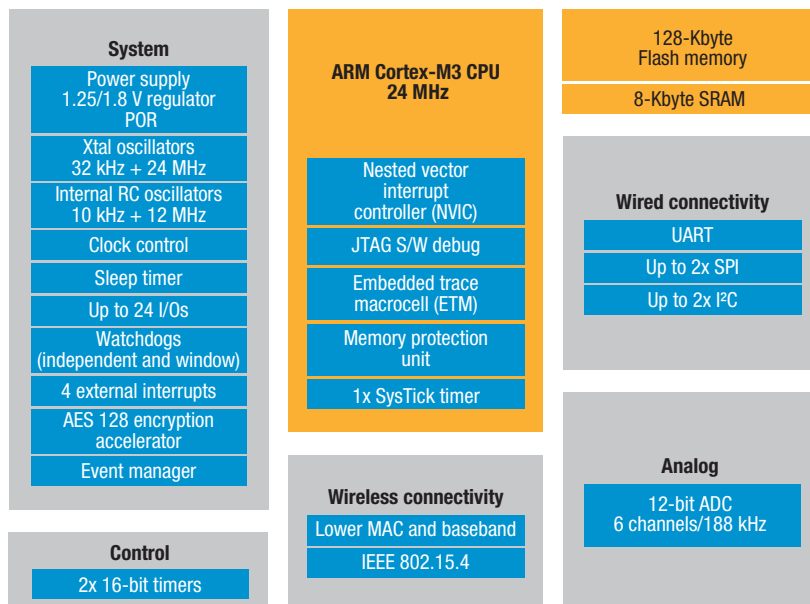 System
Power supply
1.25/1.8 V regulator
POR
Xtal oscillators
32 kHz + 24 MHz
Internal RC oscillators
10 kHz + 12 MHz
Clock control
Sleep timer
Up to 24 I/Os
Watchdogs
(independent and window)
4 external interrupts
AES 128 encryption
accelerator
Event manager
Control
2x 16-bit timers
ARM Cortex-M3 CPU
24 MHz
Nested vector
interrupt
controller (NVIC)
JTAG S/W debug
Embedded trace
macrocell (ETM)
Memory protection
unit
1x SysTick timer
Wireless connectivity
Lower MAC and baseband
IEEE 802.15.4
128-Kbyte
Flash memory
8-Kbyte SRAM
Wired connectivity
UART
Up to 2x SPI
Up to 2x I²C
Analog
12-bit ADC
6 channels/188 kHz